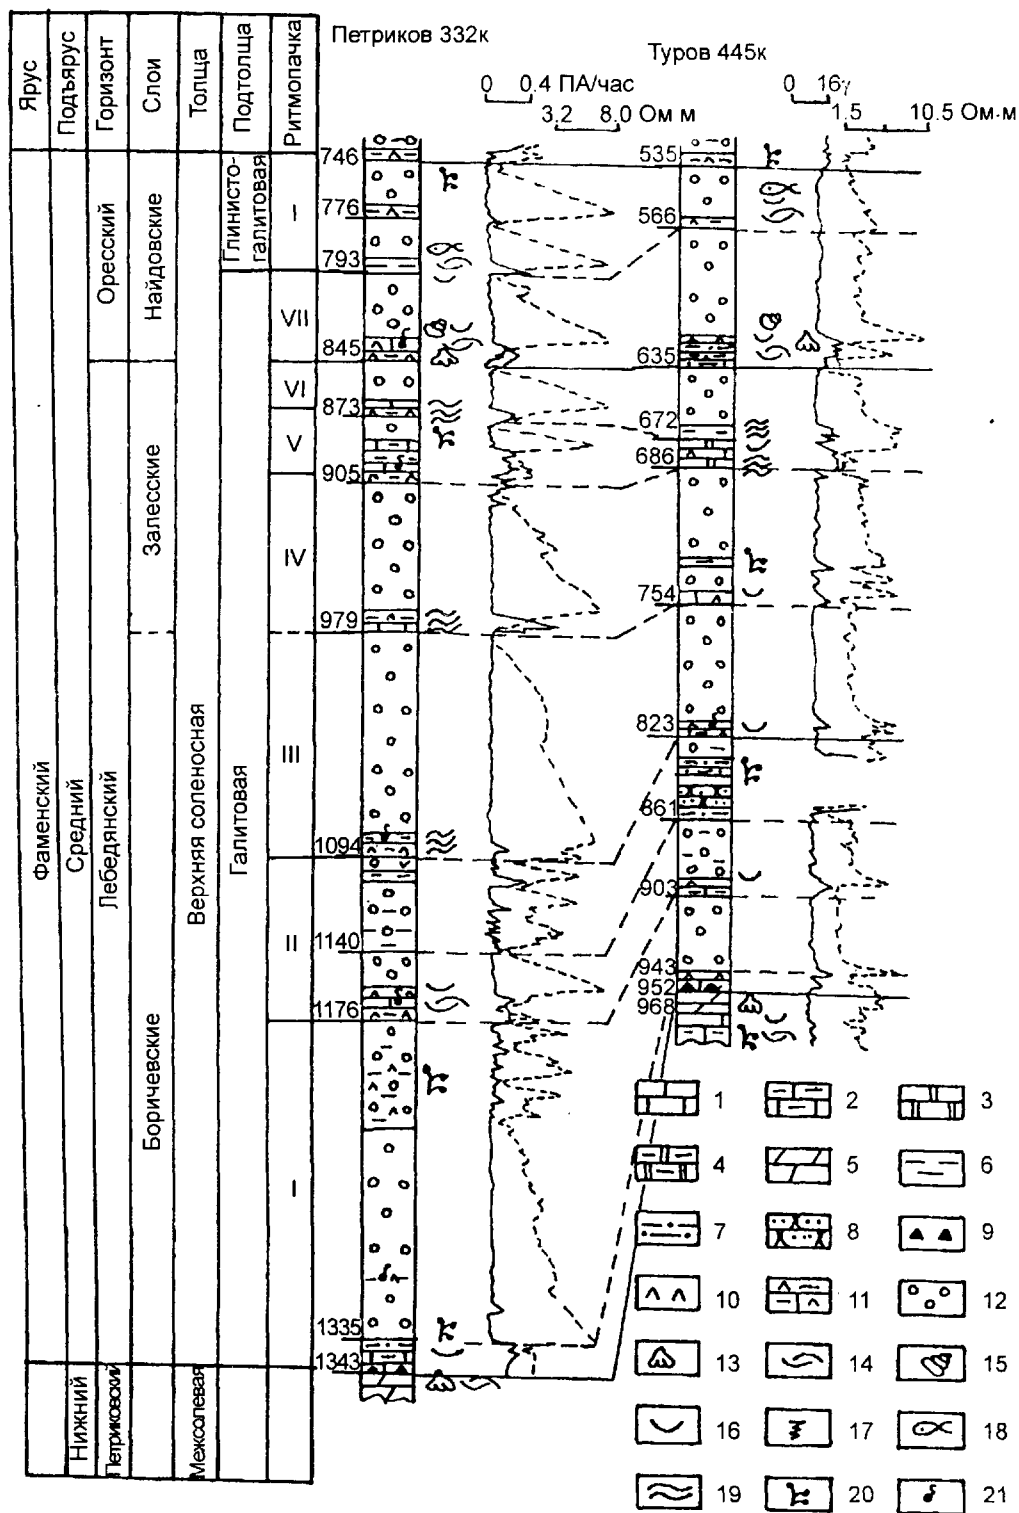 Петриков 332к
Туров 445к
0 0.4 ПА/час
3.2 8.0 Ом м
0 16γ
1.5 10.5 Ом·м
Ярус
Подъярус
Горизонт
Слои
Толща
Подтолща
Ритмопачка
Фаменский
Средний
Нижний
Оресский
Лебедянский
Петриковский
Найдовские
Залесские
Боричевские
Верхняя соленосная
Межсолевая
Глинисто-
галитовая
Галитовая
I
VII
VI
V
IV
III
II
I
746
776
793
845
873
905
979
1094
1140
1176
1335
1343
535
566
635
672
686
754
823
861
903
943
952
968
1 2 3
4 5 6
7 8 9
10 11 12
13 14 15
16 17 18
19 20 21